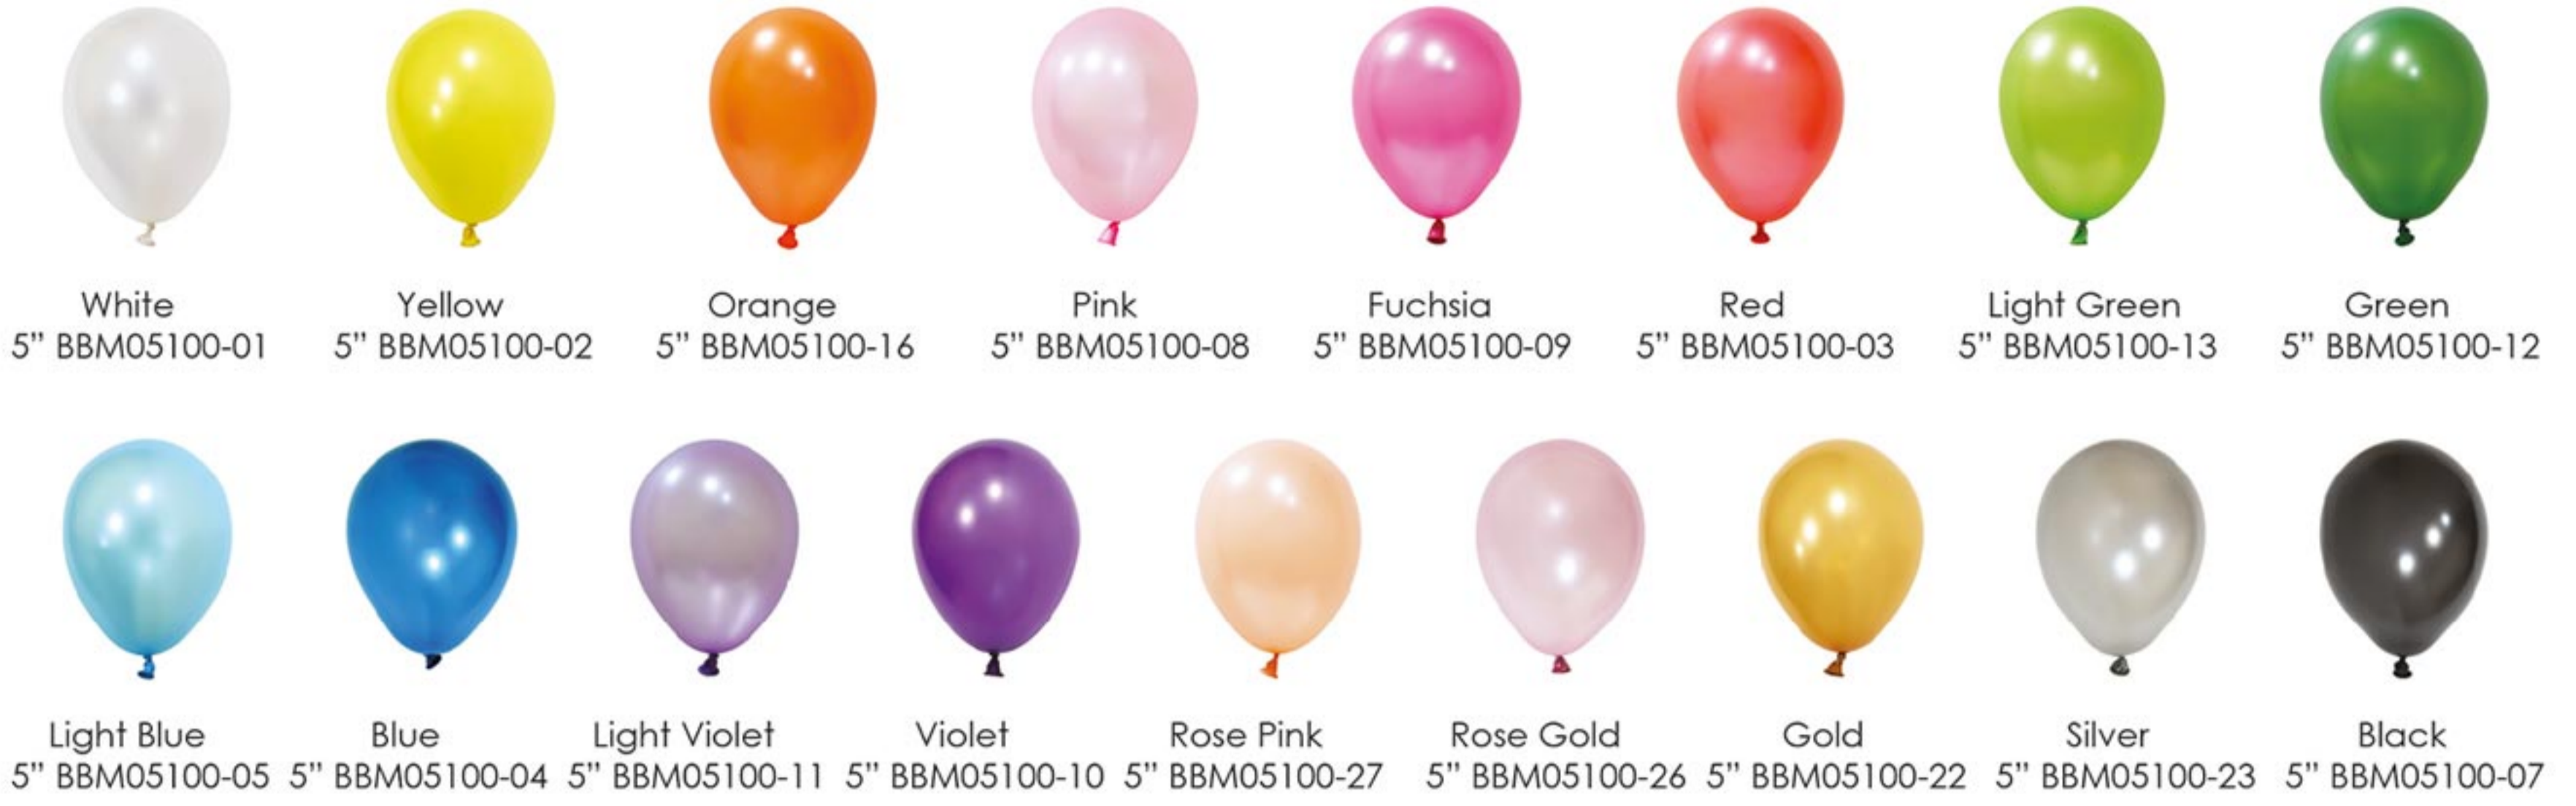 White
5” BBM05100-01
Yellow
5” BBM05100-02
Orange
5” BBM05100-16
Pink
5” BBM05100-08
Fuchsia
5” BBM05100-09
Red
5” BBM05100-03
Light Green
5” BBM05100-13
Green
5” BBM05100-12
Light Blue
5” BBM05100-05
Blue
5” BBM05100-04
Light Violet
5” BBM05100-11
Violet
5” BBM05100-10
Rose Pink
5” BBM05100-27
Rose Gold
5” BBM05100-26
Gold
5” BBM05100-22
Silver
5” BBM05100-23
Black
5” BBM05100-07